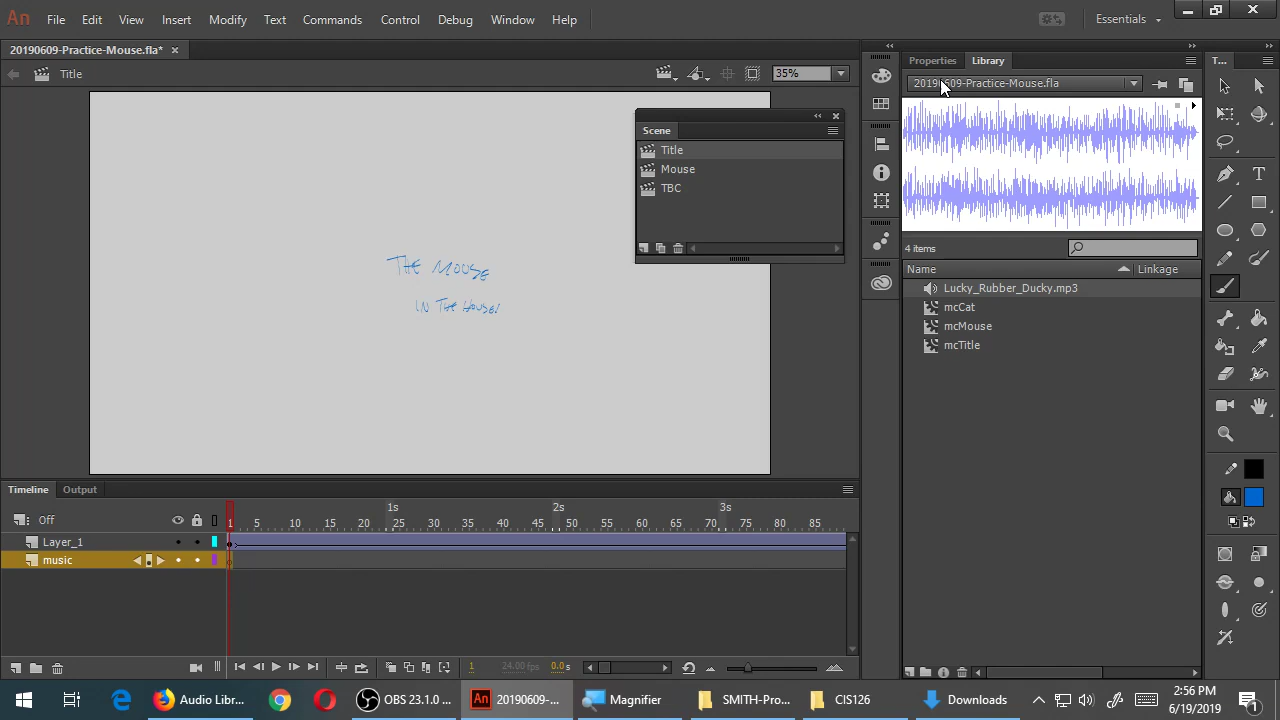 An File Edit View Insert Modify Text Commands Control Debug Window Help Essentials
20190609-Practice-Mouse.fla* ×
Title 35%
Properties Library T...
20190609-Practice-Mouse.fla
Scene
Title
Mouse
TBC
THE MOUSE
IN THE HOUSE!
4 items
Name Linkage
Lucky_Rubber_Ducky.mp3
mcCat
mcMouse
mcTitle
Timeline Output
1s 2s 3s
Off 1 5 10 15 20 25 30 35 40 45 50 55 60 65 70 75 80 85
Layer_1
music
1 24.00 fps 0.0 s
Audio Libr... OBS 23.1.0 ... An 20190609-... Magnifier SMITH-Pro... CIS126 Downloads
2:56 PM
6/19/2019
1